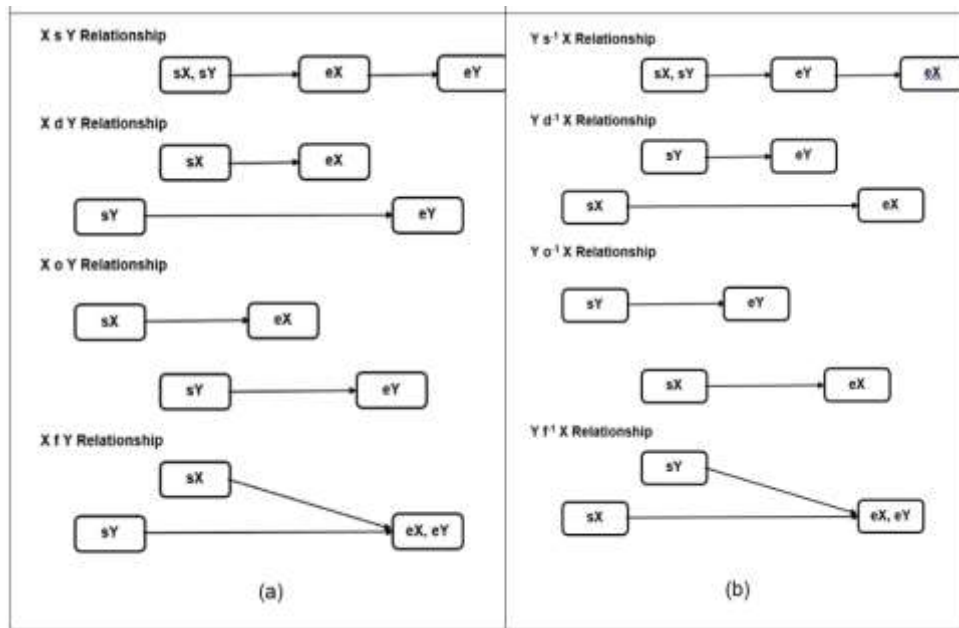 X s Y Relationship
sX, sY
eX
eY
X d Y Relationship
sX
eX
sY
eY
X o Y Relationship
sX
eX
sY
eY
X f Y Relationship
sX
sY
eX, eY
(a)
Y s⁻¹ X Relationship
sX, sY
eY
eX
Y d⁻¹ X Relationship
sY
eY
sX
eX
Y o⁻¹ X Relationship
sY
eY
sX
eX
Y f⁻¹ X Relationship
sY
sX
eX, eY
(b)